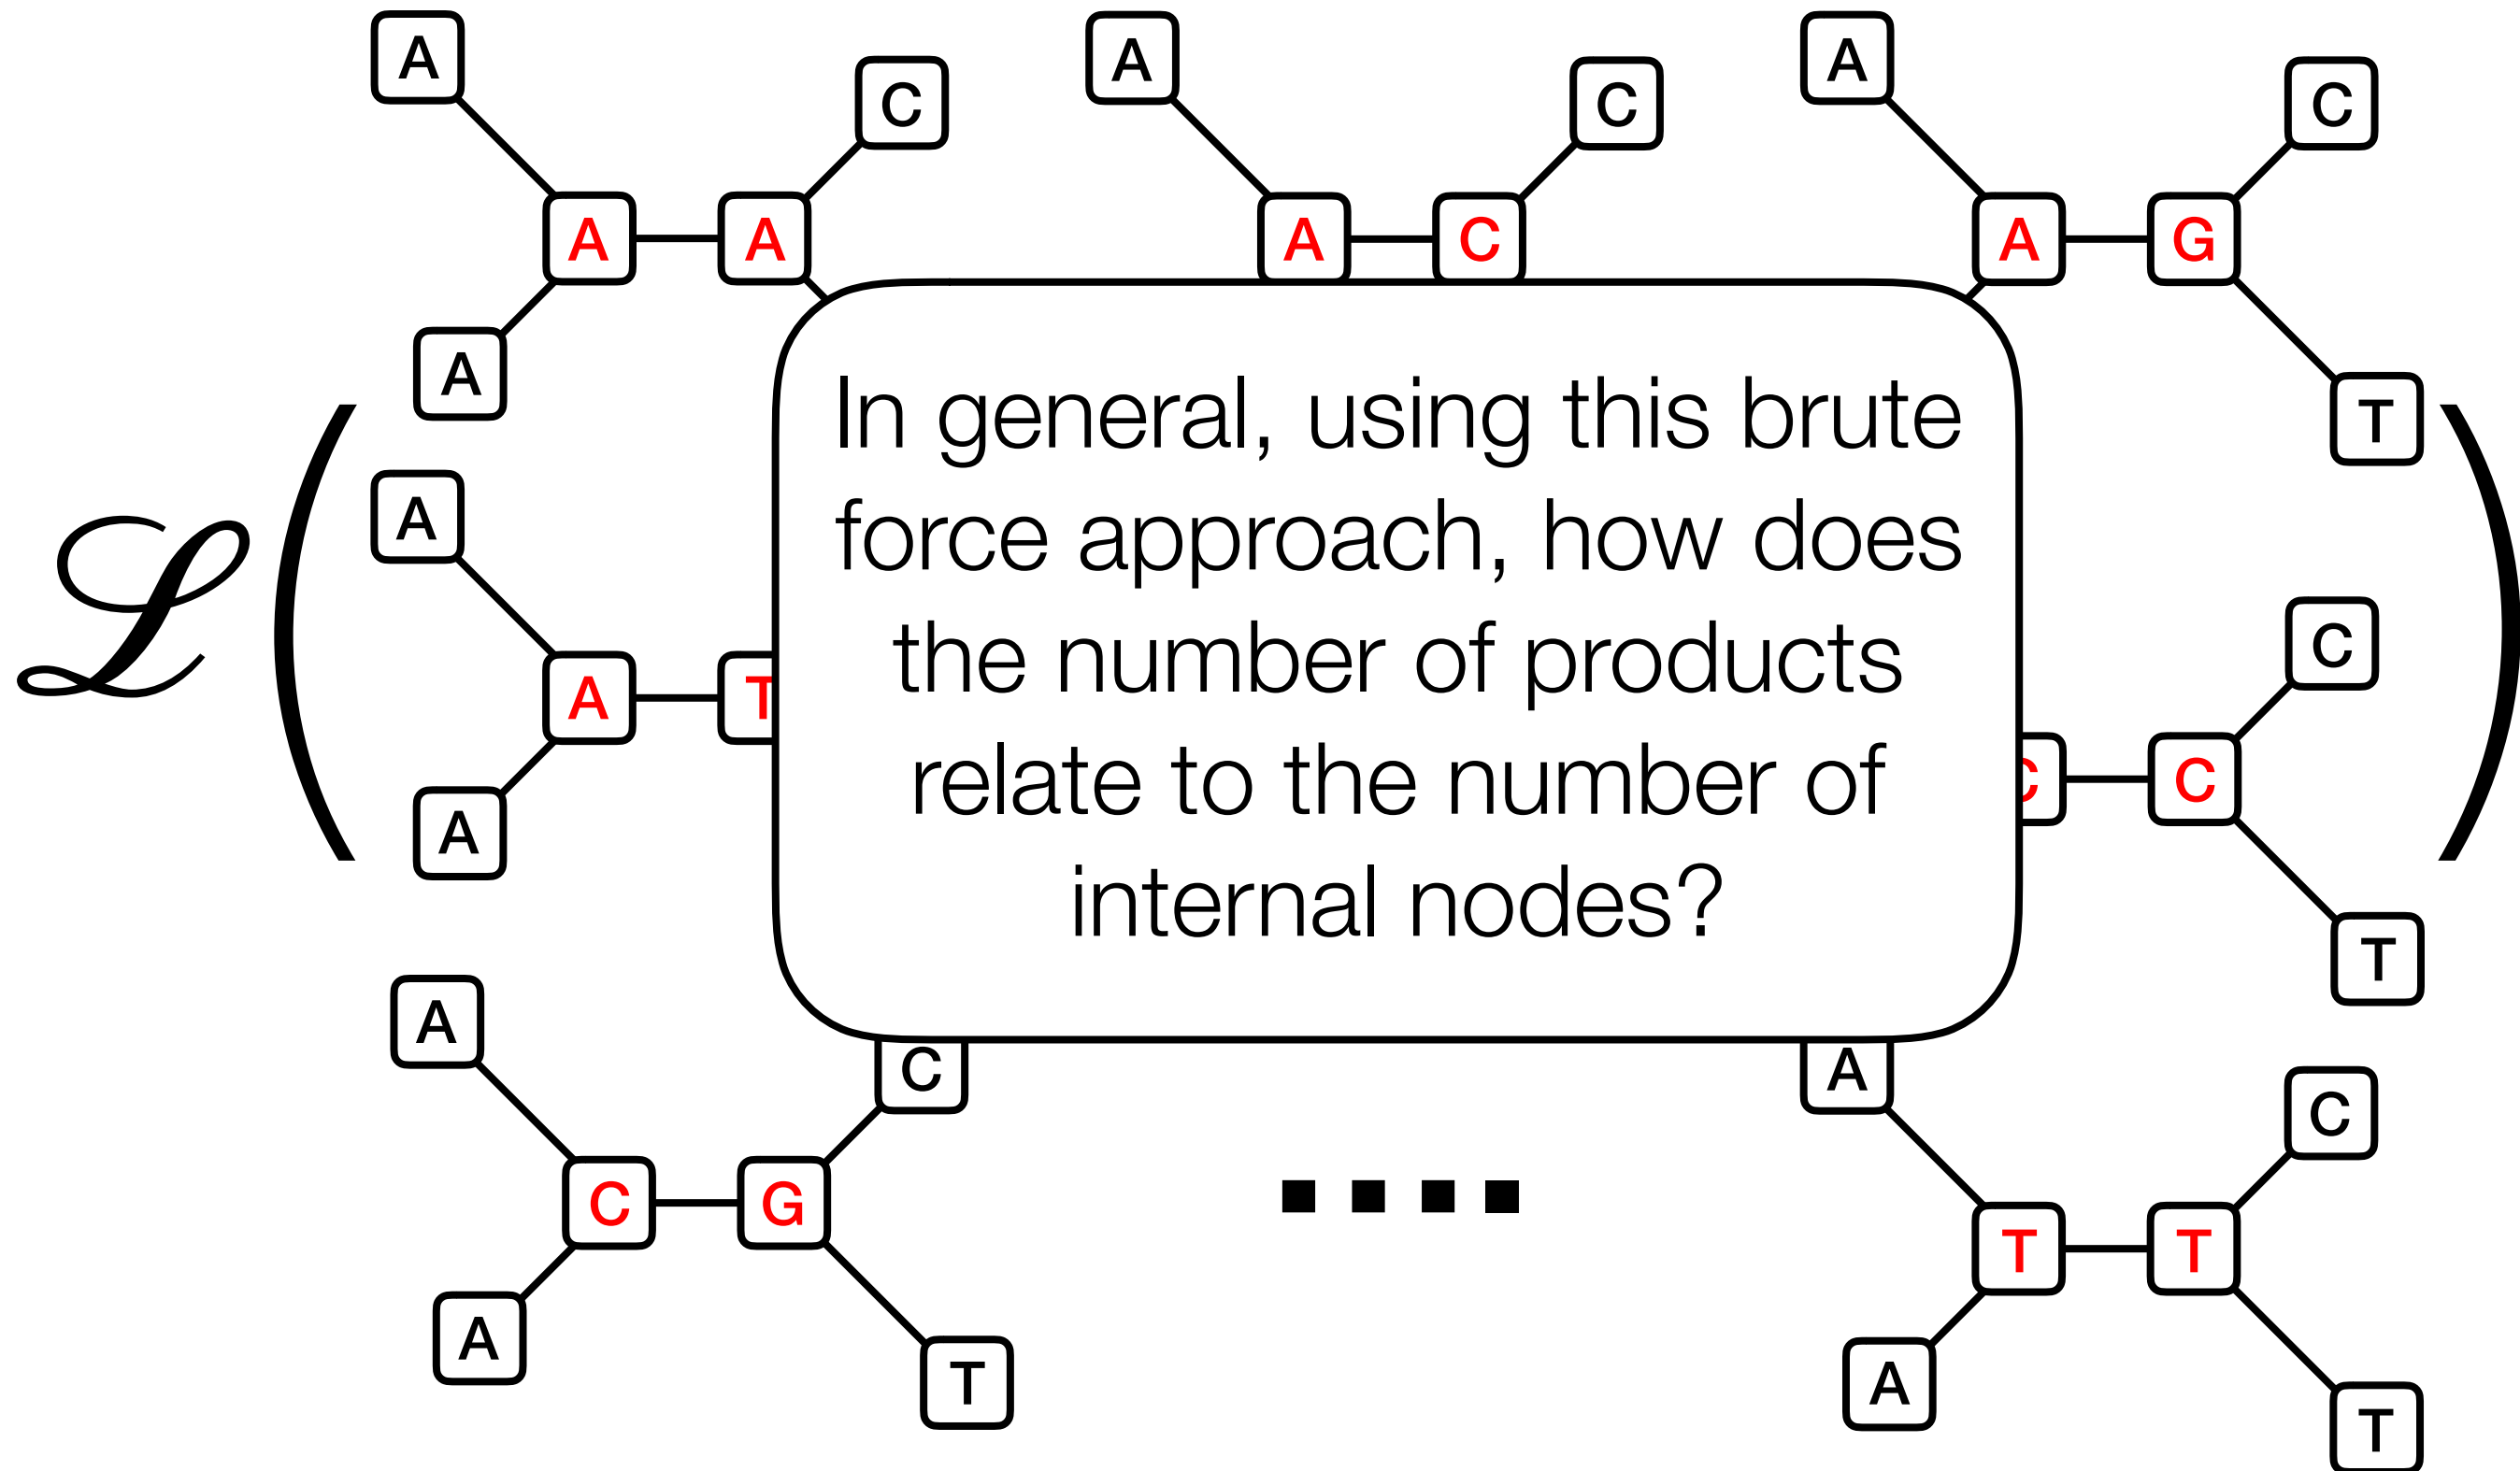 A
A
A
C
C
C
A
A
A
C
A
G
A
In general, using this brute
force approach, how does
the number of products
relate to the number of
internal nodes?
T
ℒ (
)
A
A
T
A
C
C
C
T
A
C
A
C
G
C
T
T
A
A
T
T